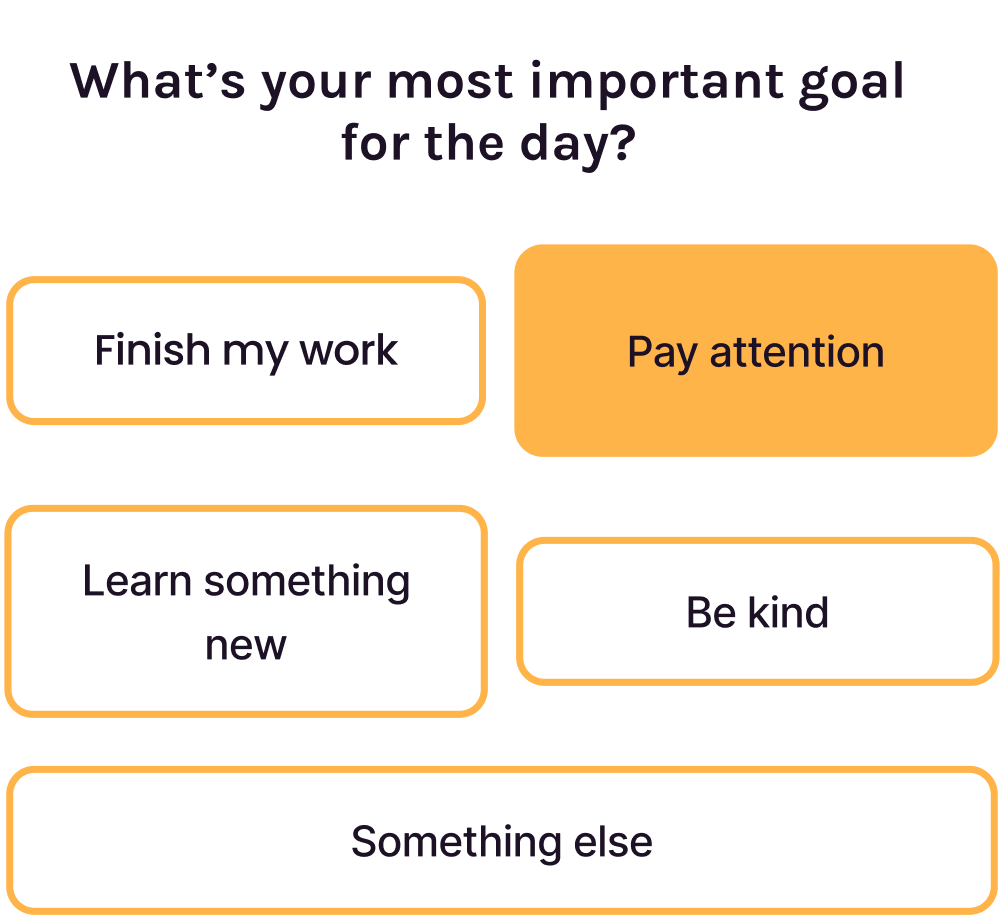 What’s your most important goal
for the day?
Finish my work
Pay attention
Learn something
new
Be kind
Something else